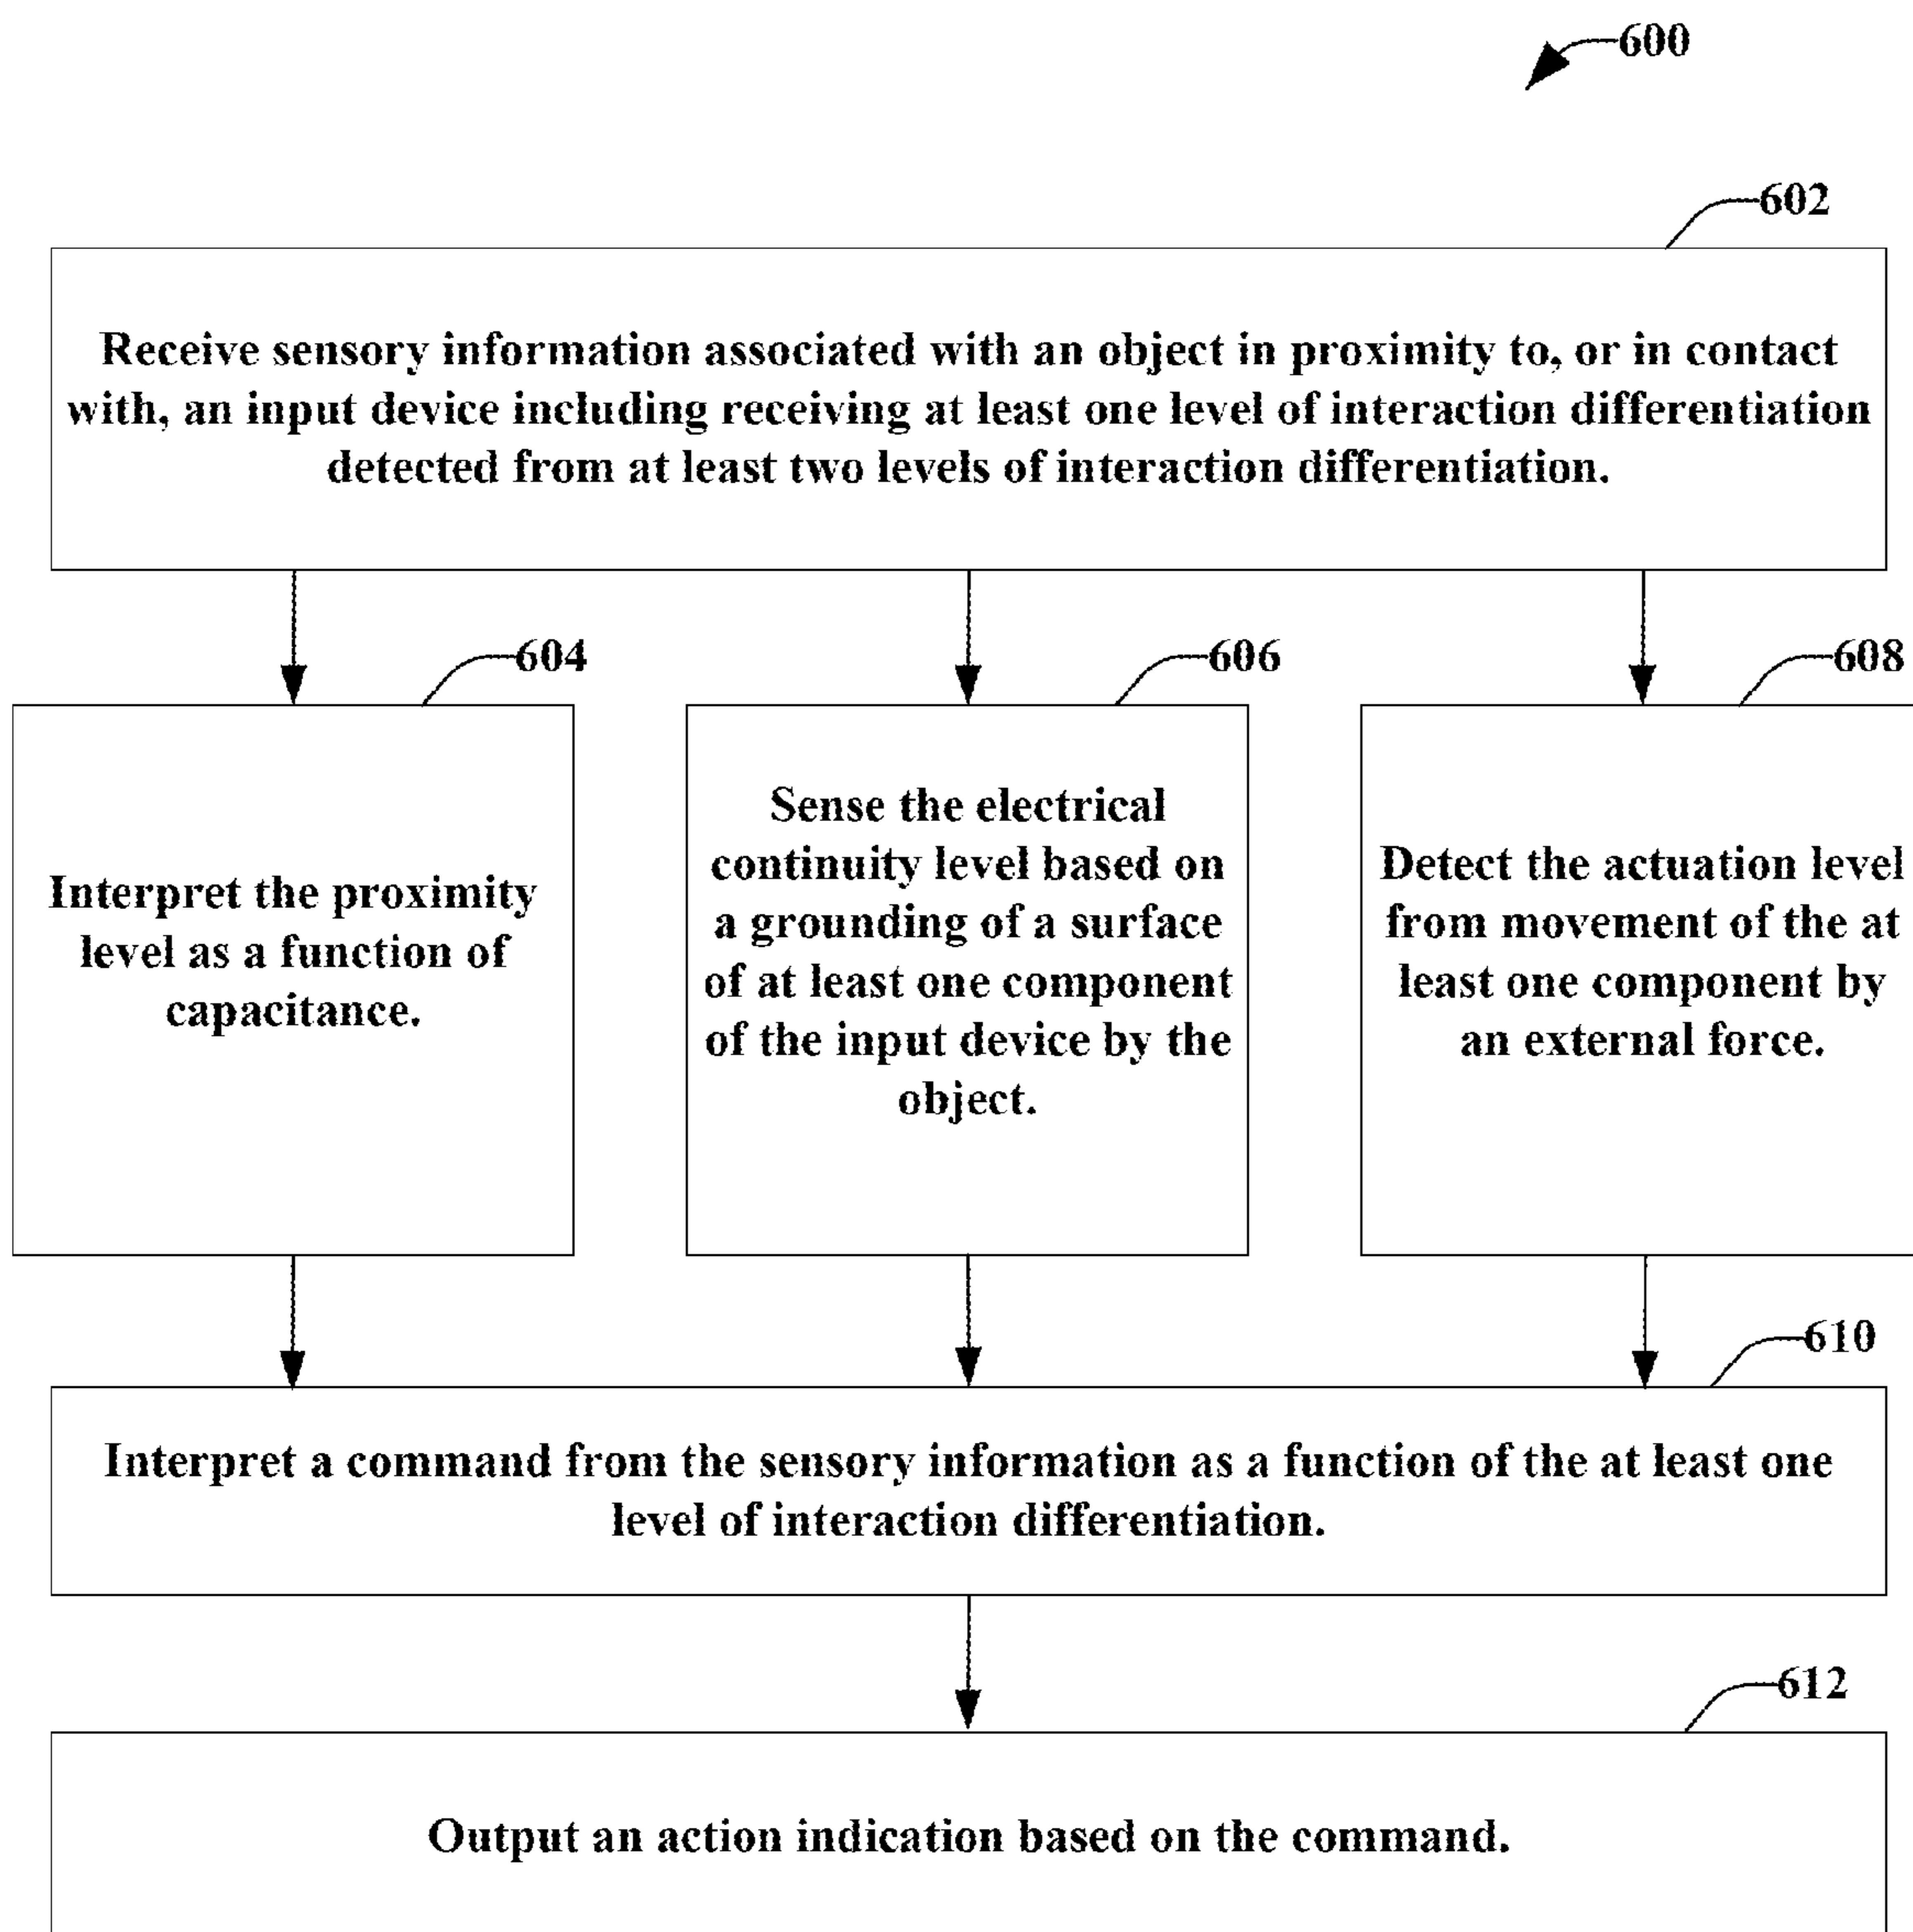 600
602
Receive sensory information associated with an object in proximity to, or in contact
with, an input device including receiving at least one level of interaction differentiation
detected from at least two levels of interaction differentiation.
604
Interpret the proximity
level as a function of
capacitance.
606
Sense the electrical
continuity level based on
a grounding of a surface
of at least one component
of the input device by the
object.
608
Detect the actuation level
from movement of the at
least one component by
an external force.
610
Interpret a command from the sensory information as a function of the at least one
level of interaction differentiation.
612
Output an action indication based on the command.